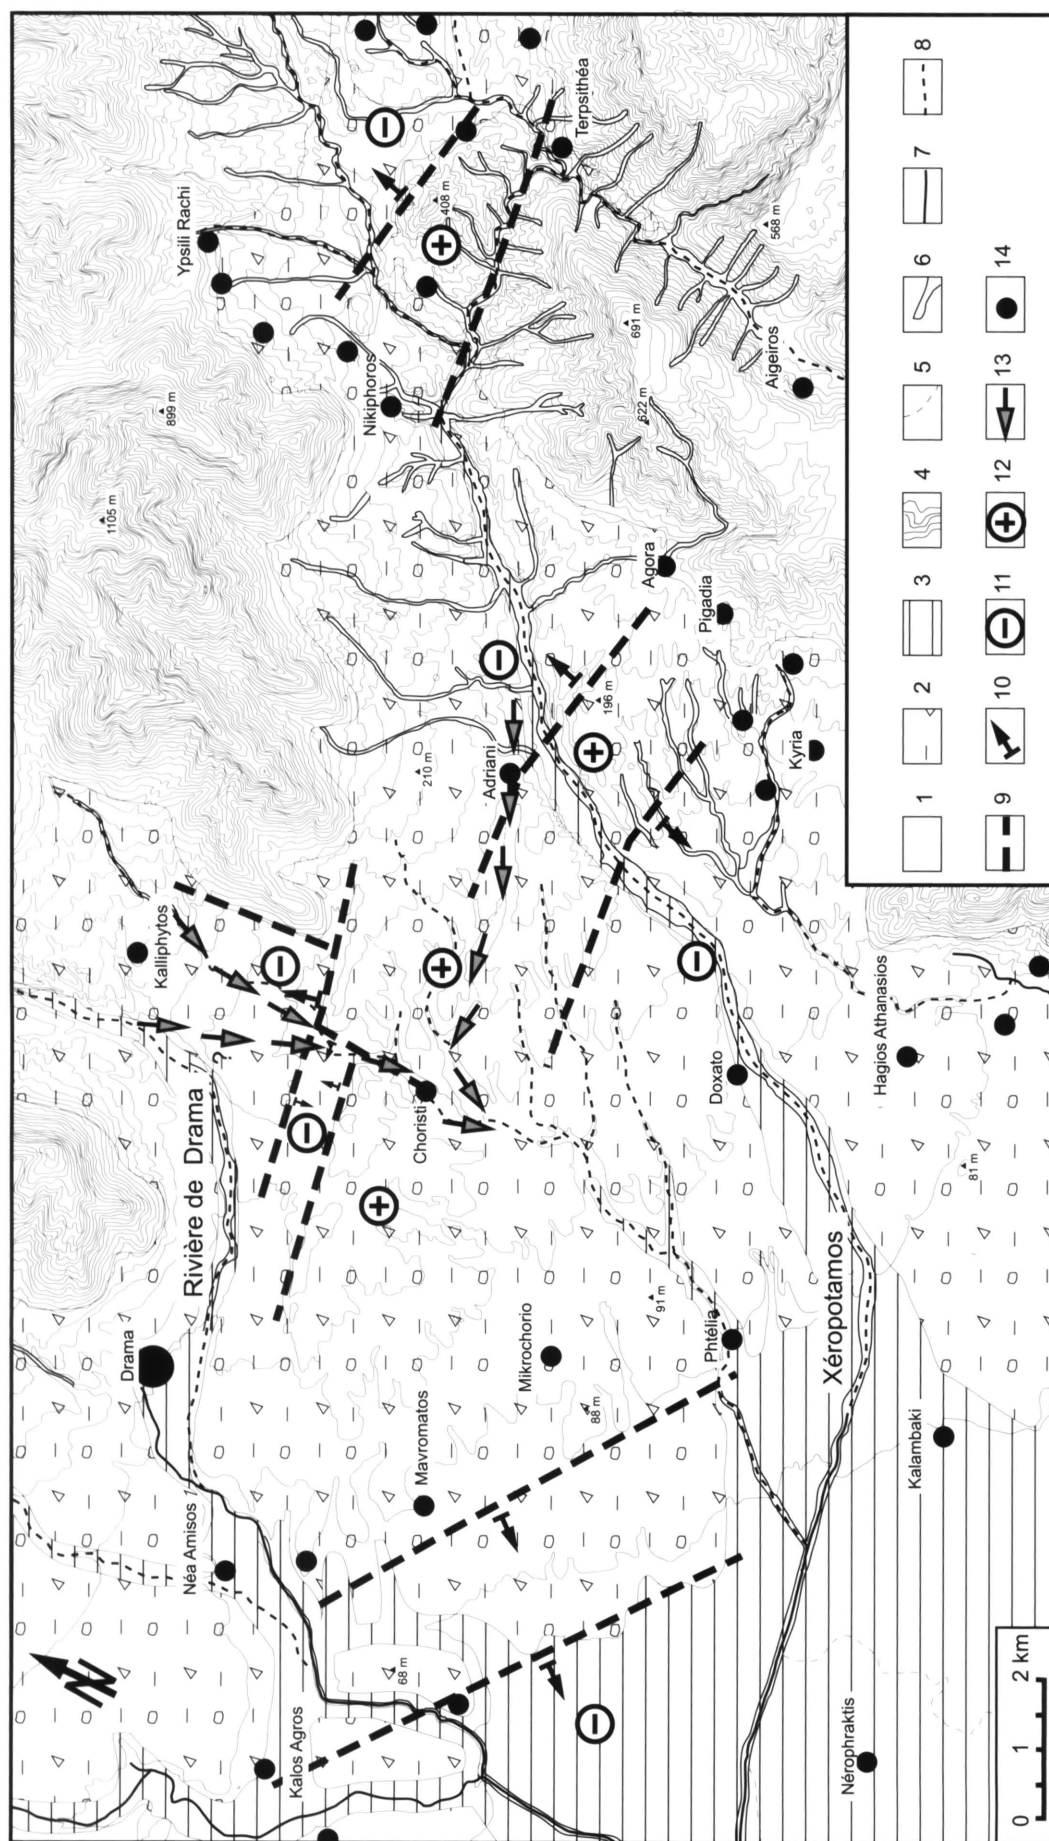 Ypsili Rachi
Terpsithéa
408 m
568 m
Nikiphoros
899 m
1105 m
691 m
622 m
Aigeiros
Agora
Pigadia
196 m
Kyria
Adriani
210 m
Kalliphytos
Hagios Athanasios
Rivière de Drama
?
Choristi
Doxato
81 m
Drama
Mikrochorio
91 m
Phtélia
Xéropotamos
88 m
Mavromatos
Kalambaki
Néa Amisos
N
68 m
Kalos Agros
Nérophraktis
0 1 2 km
1 2 3 4 5 6 7 8
9 10 11 12 13 14